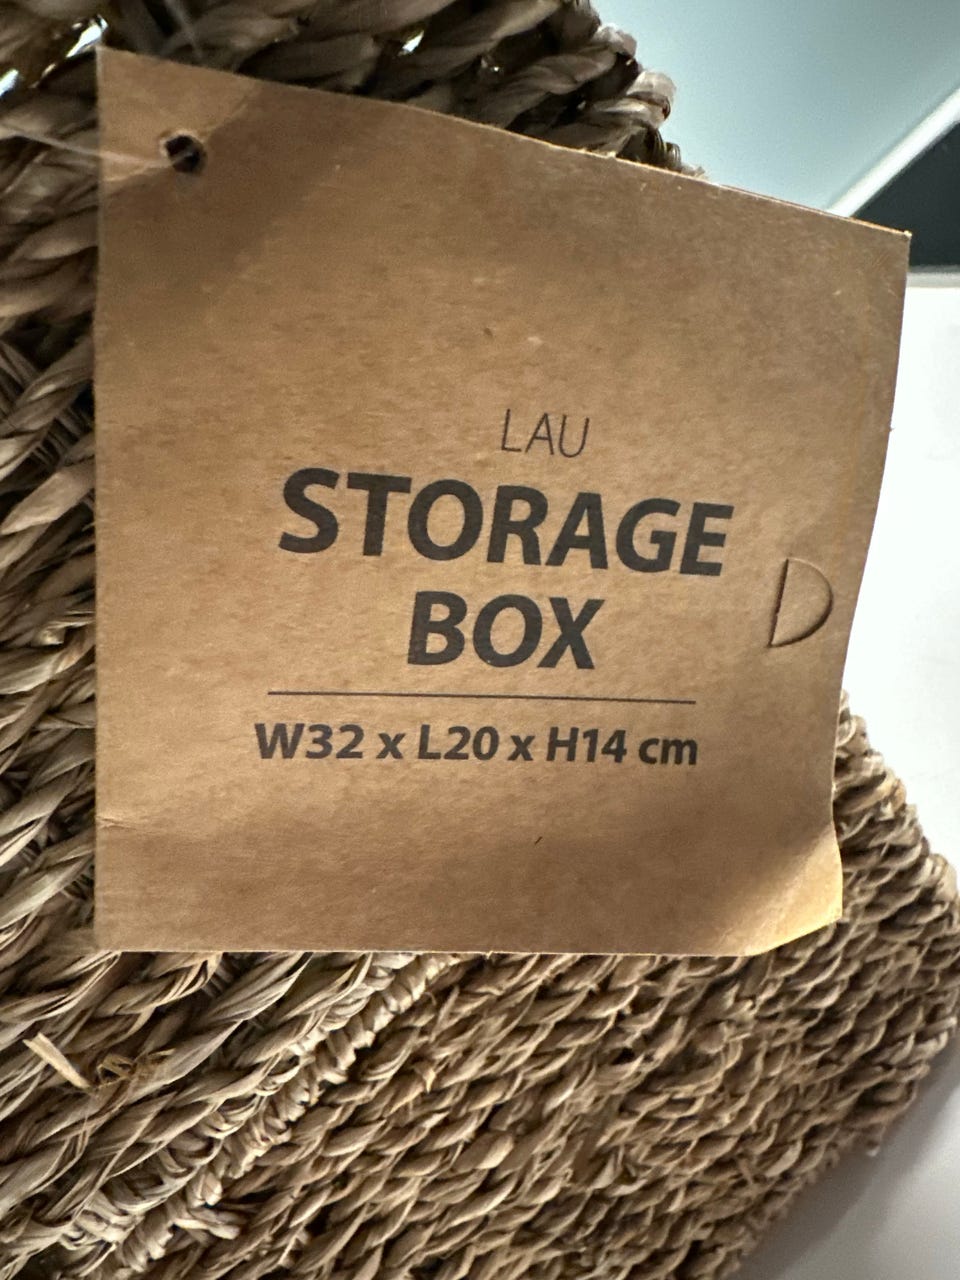 LAU
STORAGE
BOX
W32 x L20 x H14 cm